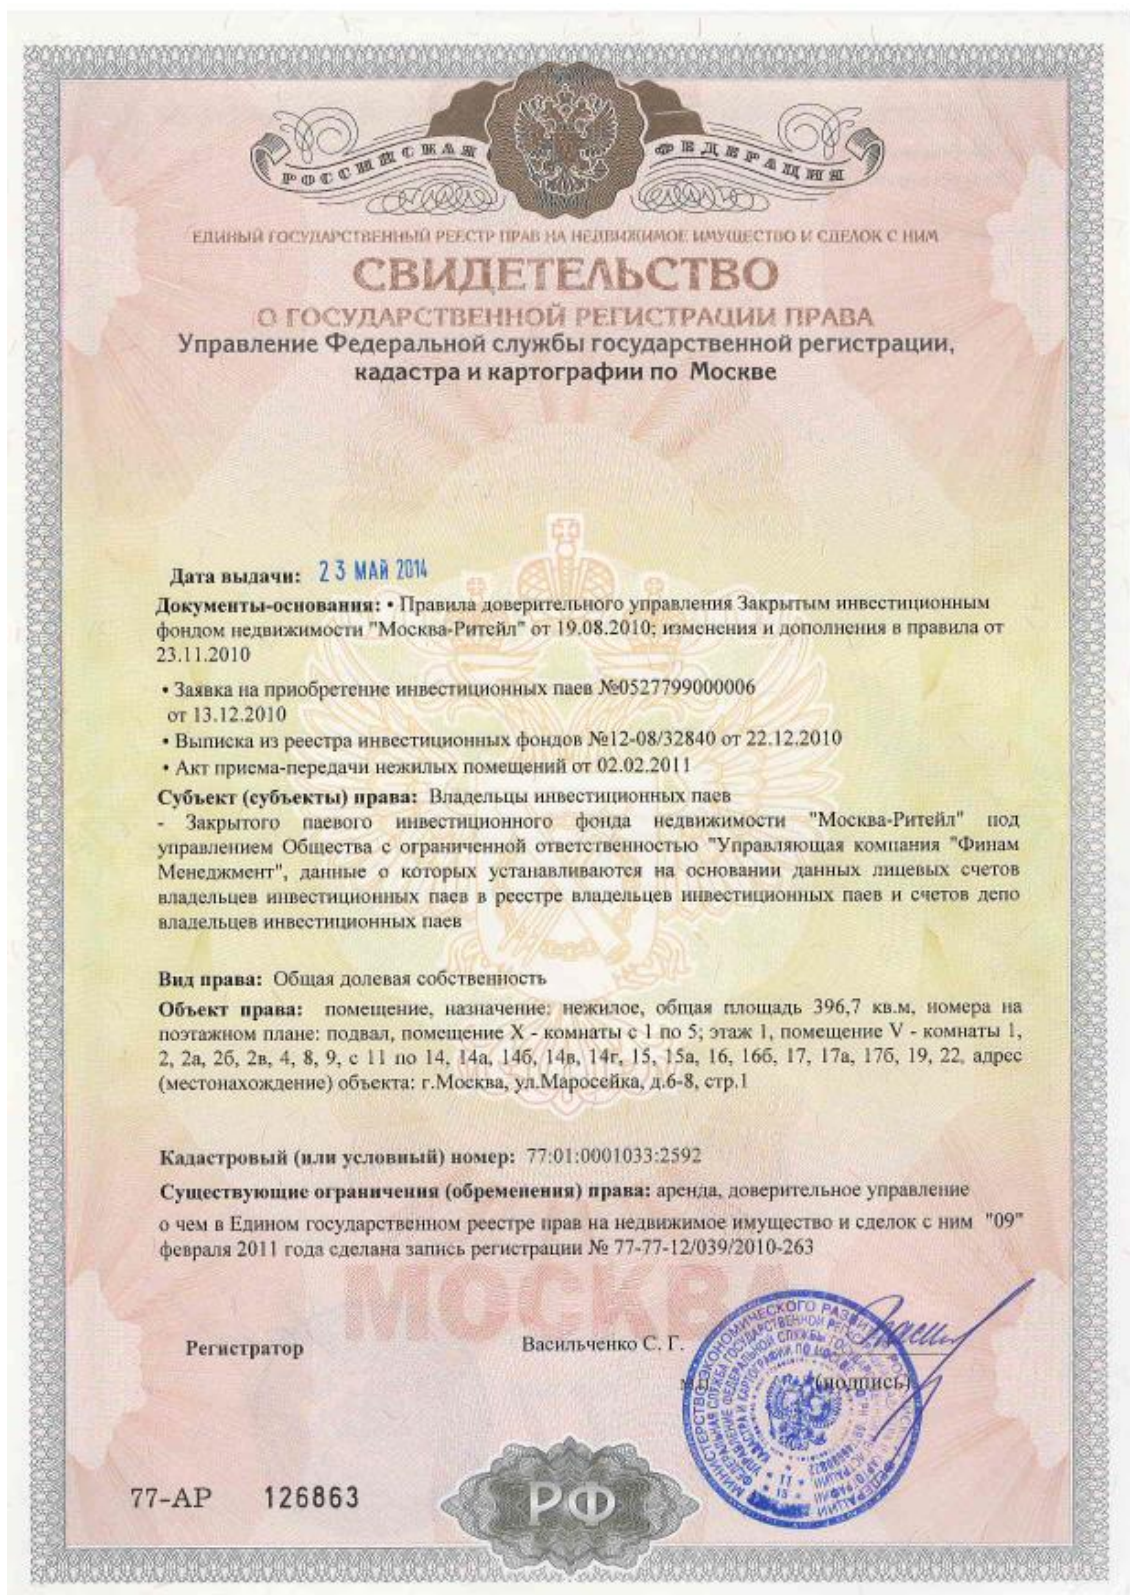 РОССИЙСКАЯ ФЕДЕРАЦИЯ
ЕДИНЫЙ ГОСУДАРСТВЕННЫЙ РЕЕСТР ПРАВ НА НЕДВИЖИМОЕ ИМУЩЕСТВО И СДЕЛОК С НИМ
СВИДЕТЕЛЬСТВО
О ГОСУДАРСТВЕННОЙ РЕГИСТРАЦИИ ПРАВА
Управление Федеральной службы государственной регистрации,
кадастра и картографии по Москве
Дата выдачи: 23 МАЙ 2014
Документы-основания: • Правила доверительного управления Закрытым инвестиционным
фондом недвижимости "Москва-Ритейл" от 19.08.2010; изменения и дополнения в правила от
23.11.2010
• Заявка на приобретение инвестиционных паев №0527799000006
от 13.12.2010
• Выписка из реестра инвестиционных фондов №12-08/32840 от 22.12.2010
• Акт приема-передачи нежилых помещений от 02.02.2011
Субъект (субъекты) права: Владельцы инвестиционных паев
- Закрытого паевого инвестиционного фонда недвижимости "Москва-Ритейл" под
управлением Общества с ограниченной ответственностью "Управляющая компания "Финам
Менеджмент", данные о которых устанавливаются на основании данных лицевых счетов
владельцев инвестиционных паев в реестре владельцев инвестиционных паев и счетов депо
владельцев инвестиционных паев
Вид права: Общая долевая собственность
Объект права: помещение, назначение: нежилое, общая площадь 396,7 кв.м, номера на
поэтажном плане: подвал, помещение X - комнаты с 1 по 5; этаж 1, помещение V - комнаты 1,
2, 2а, 2б, 2в, 4, 8, 9, с 11 по 14, 14а, 14б, 14в, 14г, 15, 15а, 16, 16б, 17, 17а, 17б, 19, 22, адрес
(местонахождение) объекта: г.Москва, ул.Маросейка, д.6-8, стр.1
Кадастровый (или условный) номер: 77:01:0001033:2592
Существующие ограничения (обременения) права: аренда, доверительное управление
о чем в Едином государственном реестре прав на недвижимое имущество и сделок с ним "09"
февраля 2011 года сделана запись регистрации № 77-77-12/039/2010-263
МОСКВА
Регистратор Васильченко С. Г.
м.п. (подпись)
77-АР 126863
РФ